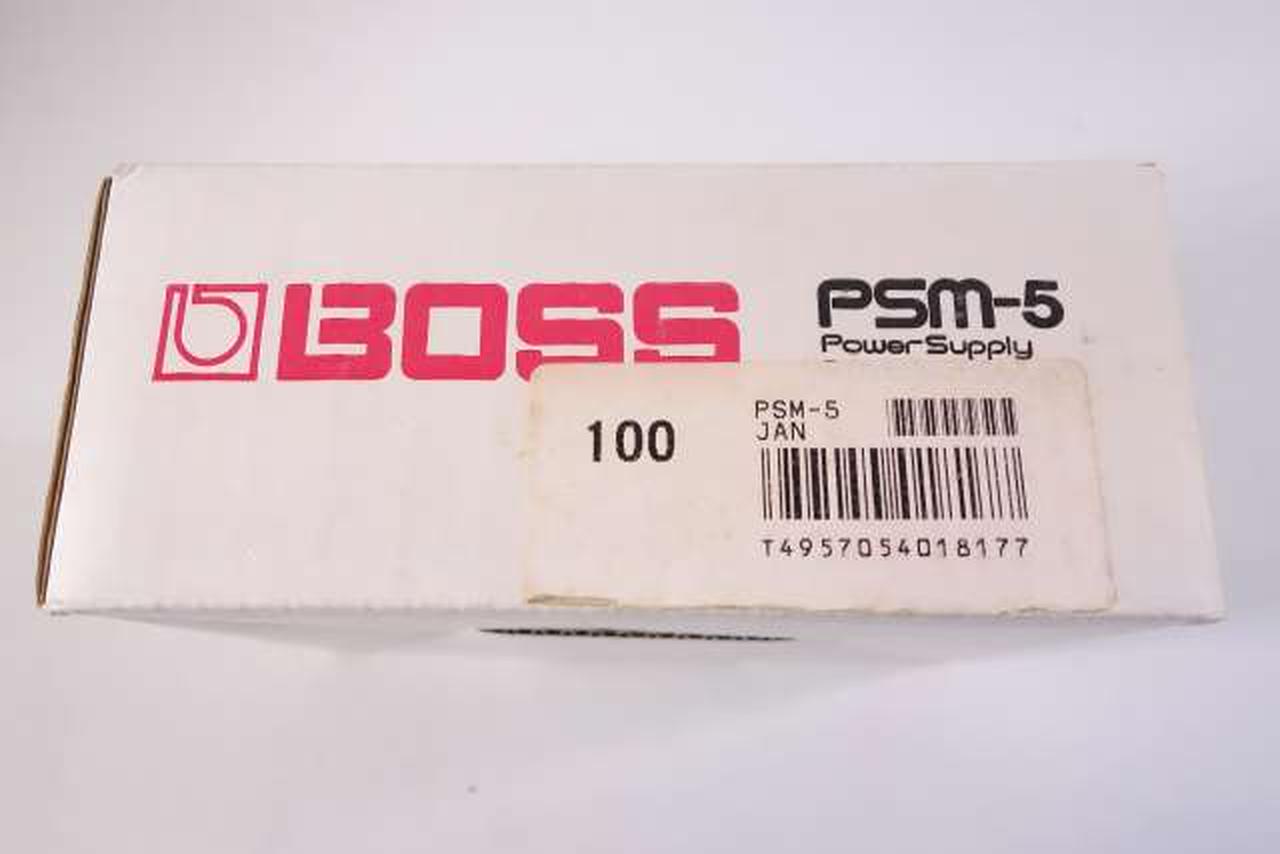 BOSS
PSM-5
Power Supply
100
PSM-5
JAN
T4957054018177